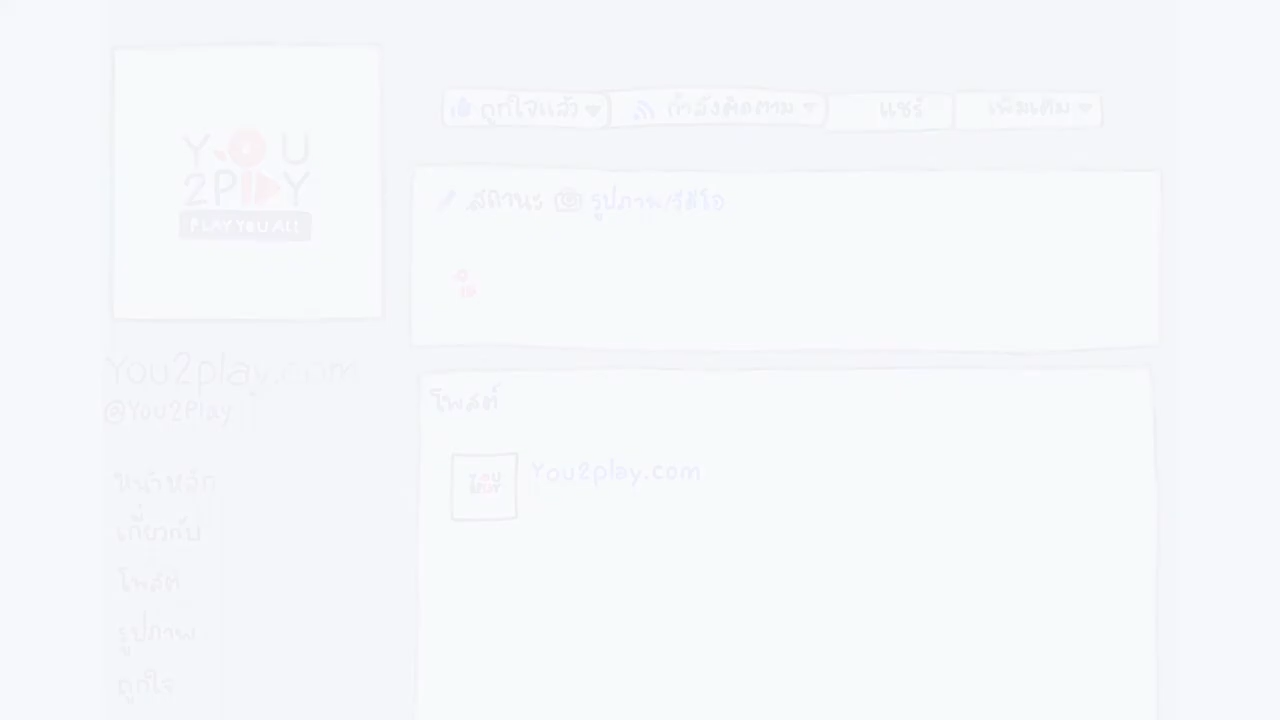 YOU
2PLAY
PLAY YOU ALL
ถูกใจแล้ว
กำลังติดตาม
แชร์
เพิ่มเติม
สถานะ
รูปภาพ/วิดีโอ
You2play.com
@You2Play
โพสต์
You2play.com
หน้าหลัก
เกี่ยวกับ
โพสต์
รูปภาพ
ถูกใจ